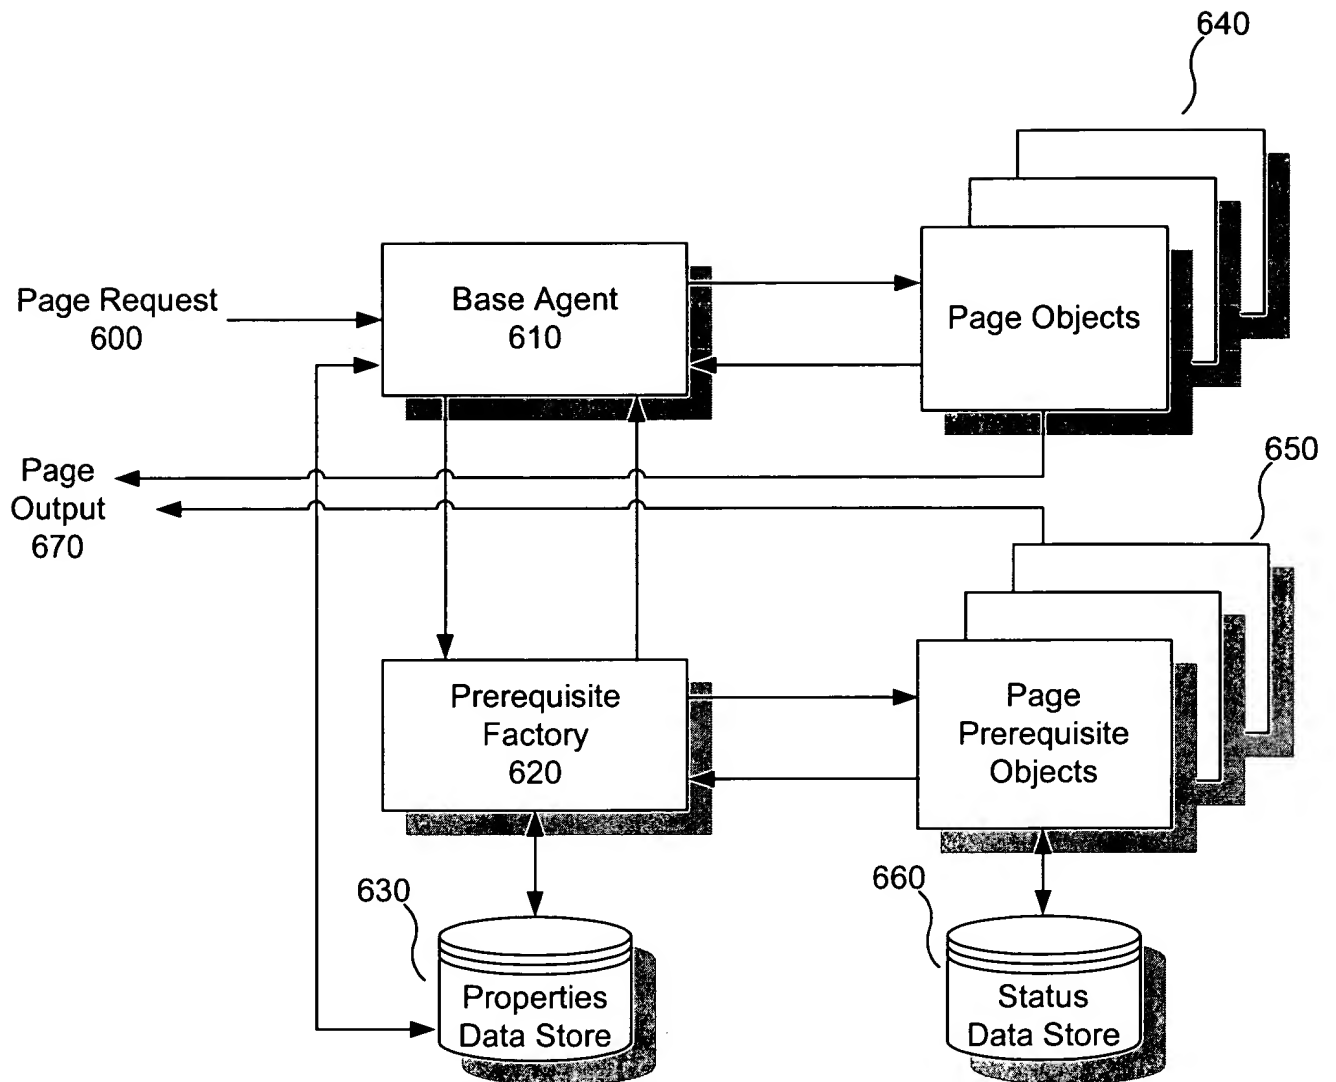 640
Page Request
600
Base Agent
610
Page Objects
Page
Output
670
650
Prerequisite
Factory
620
Page
Prerequisite
Objects
630
660
Properties
Data Store
Status
Data Store